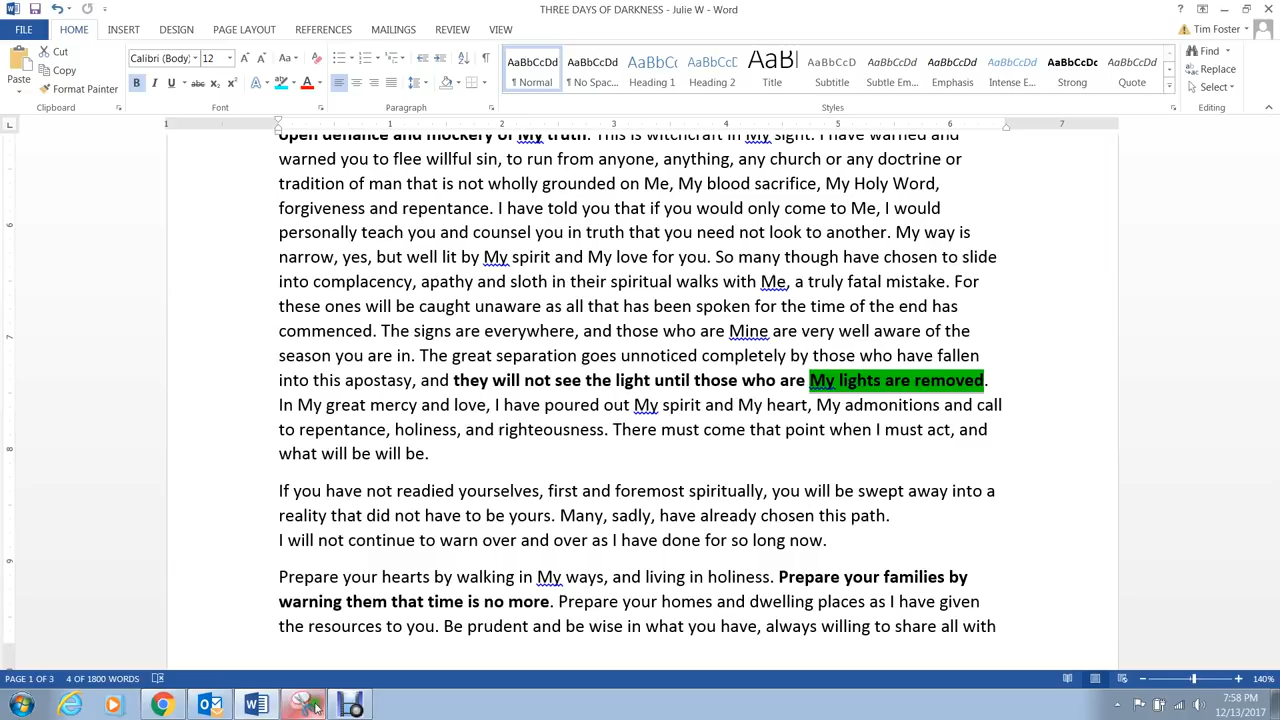 THREE DAYS OF DARKNESS - Julie W - Word
FILE HOME INSERT DESIGN PAGE LAYOUT REFERENCES MAILINGS REVIEW VIEW Tim Foster
Cut
Copy
Format Painter
Paste
Calibri (Body) 12
AaBbCcDd AaBbCcDd AaBbCc AaBbCcD AaB AaBbCcD AaBbCcDd AaBbCcDd AaBbCcDd AaBbCcDc AaBbCcDd
¶ Normal ¶ No Spac... Heading 1 Heading 2 Title Subtitle Subtle Em... Emphasis Intense E... Strong Quote
Find
Replace
Select
Clipboard Font Paragraph Styles Editing
1 1 2 3 4 5 6 7
open defiance and mockery of My truth. This is witchcraft in My sight. I have warned and
warned you to flee willful sin, to run from anyone, anything, any church or any doctrine or
tradition of man that is not wholly grounded on Me, My blood sacrifice, My Holy Word,
forgiveness and repentance. I have told you that if you would only come to Me, I would
personally teach you and counsel you in truth that you need not look to another. My way is
narrow, yes, but well lit by My spirit and My love for you. So many though have chosen to slide
into complacency, apathy and sloth in their spiritual walks with Me, a truly fatal mistake. For
these ones will be caught unaware as all that has been spoken for the time of the end has
commenced. The signs are everywhere, and those who are Mine are very well aware of the
season you are in. The great separation goes unnoticed completely by those who have fallen
into this apostasy, and they will not see the light until those who are My lights are removed.
In My great mercy and love, I have poured out My spirit and My heart, My admonitions and call
to repentance, holiness, and righteousness. There must come that point when I must act, and
what will be will be.
If you have not readied yourselves, first and foremost spiritually, you will be swept away into a
reality that did not have to be yours. Many, sadly, have already chosen this path.
I will not continue to warn over and over as I have done for so long now.
Prepare your hearts by walking in My ways, and living in holiness. Prepare your families by
warning them that time is no more. Prepare your homes and dwelling places as I have given
the resources to you. Be prudent and be wise in what you have, always willing to share all with
PAGE 1 OF 3 4 OF 1800 WORDS 140%
7:58 PM
12/13/2017